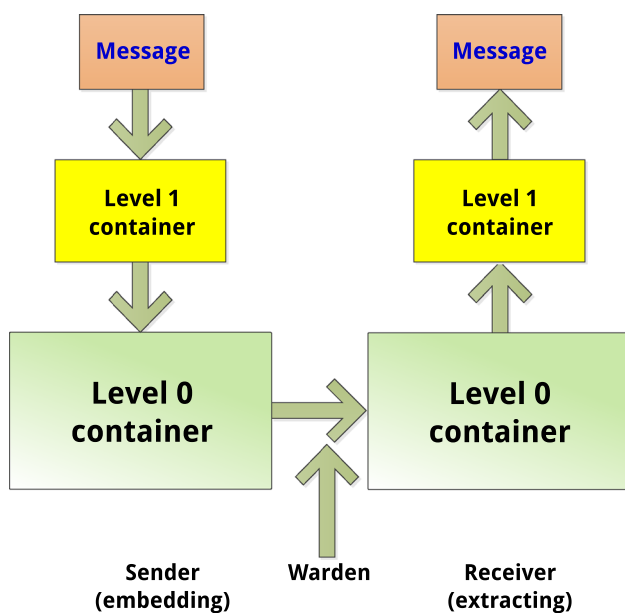 Message
Message
Level 1
container
Level 1
container
Level 0
container
Level 0
container
Sender
(embedding)
Warden
Receiver
(extracting)